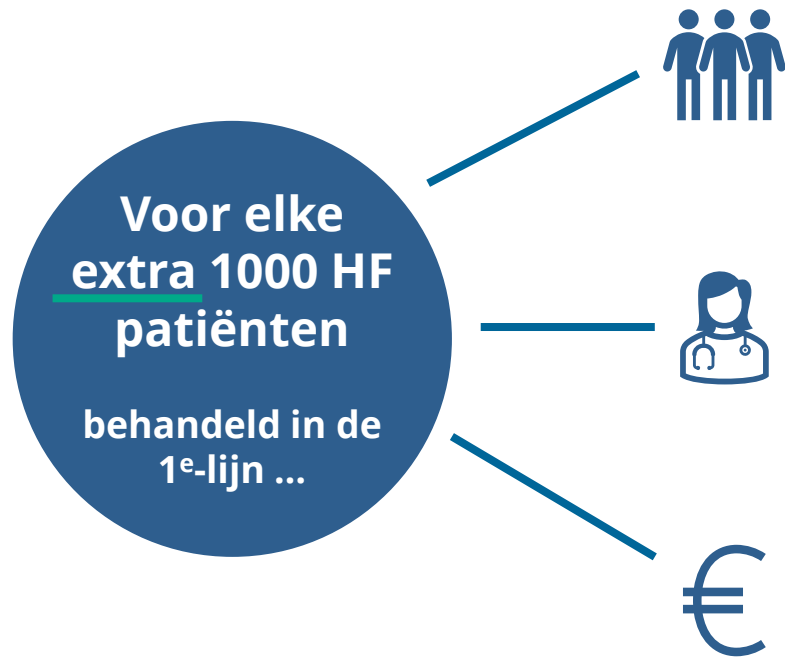 Voor elke
extra 1000 HF
patiënten
behandeld in de
1ᵉ-lijn ...
€